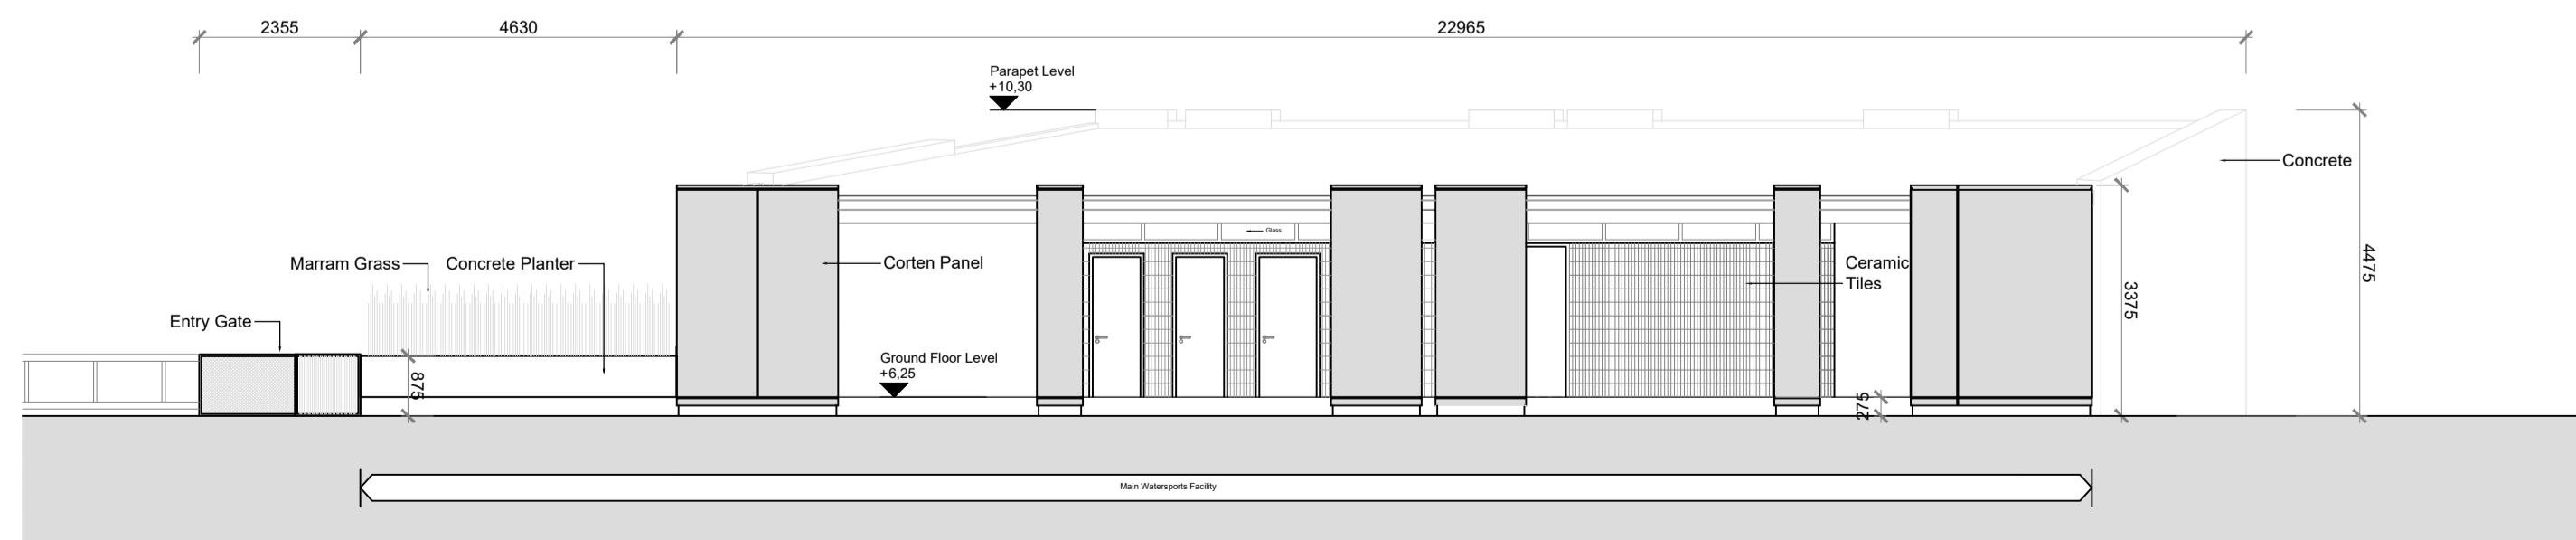 2355
4630
22965
Parapet Level
+10,30
Concrete
Glass
Marram Grass
Concrete Planter
Corten Panel
Ceramic
Tiles
4475
3375
Entry Gate
Ground Floor Level
+6,25
875
275
Main Watersports Facility